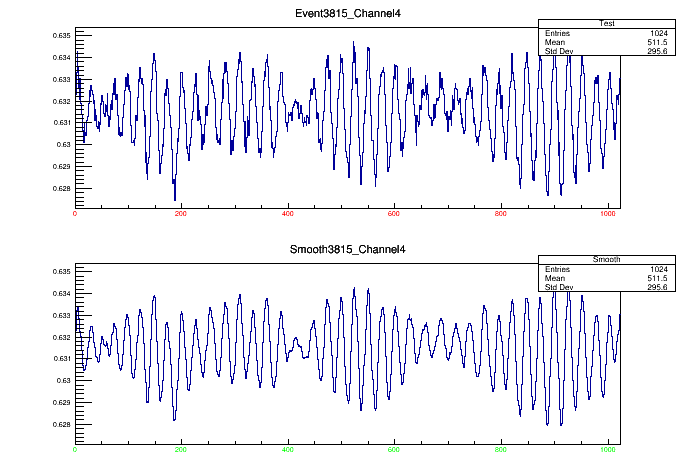 Event3815_Channel4
Test
Entries 1024
Mean 511.5
Std Dev 295.6
0.635
0.634
0.633
0.632
0.631
0.63
0.629
0.628
0 200 400 600 800 1000
Smooth3815_Channel4
Smooth
Entries 1024
Mean 511.5
Std Dev 295.6
0.635
0.634
0.633
0.632
0.631
0.63
0.629
0.628
0 200 400 600 800 1000